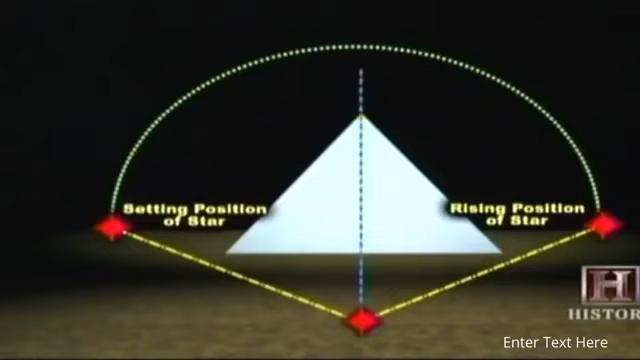 Setting Position
of Star
Rising Position
of Star
H
HISTOR
Enter Text Here